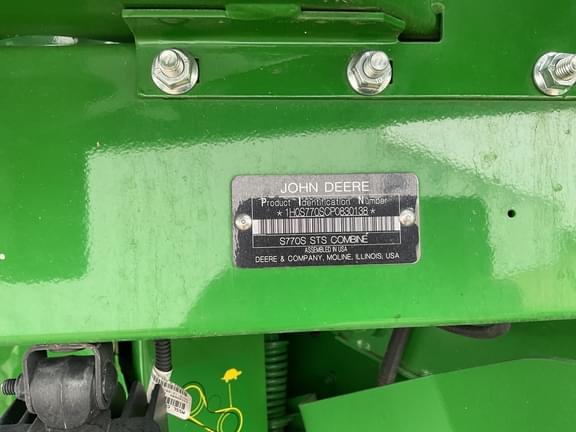 JOHN DEERE
Product Identification Number
*1H0S770SCP0830138*
S770S STS COMBINE
ASSEMBLED IN USA
DEERE & COMPANY, MOLINE, ILLINOIS, USA